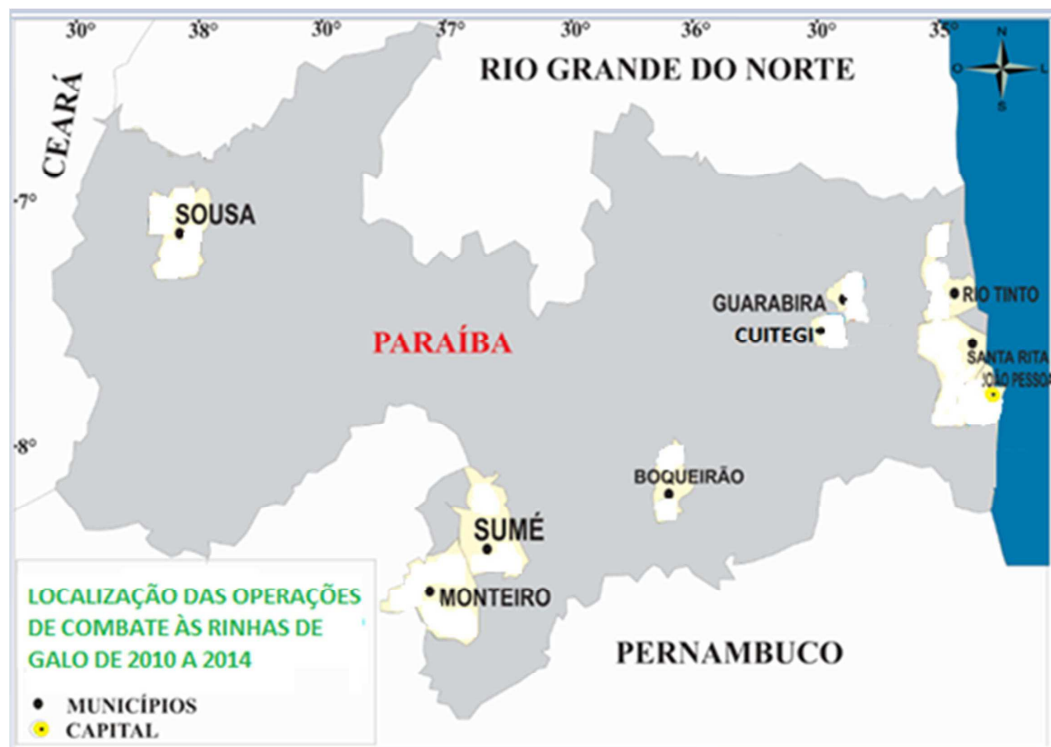 30° 38° 30° 37° 30° 36° 30° 35°
N
O L
S
RIO GRANDE DO NORTE
CEARÁ
7°
SOUSA
RIO TINTO
GUARABIRA
CUITEGI
PARAÍBA
SANTA RITA
JOÃO PESSOA
8°
BOQUEIRÃO
SUMÉ
MONTEIRO
PERNAMBUCO
LOCALIZAÇÃO DAS OPERAÇÕES
DE COMBATE ÀS RINHAS DE
GALO DE 2010 A 2014
MUNICÍPIOS
CAPITAL